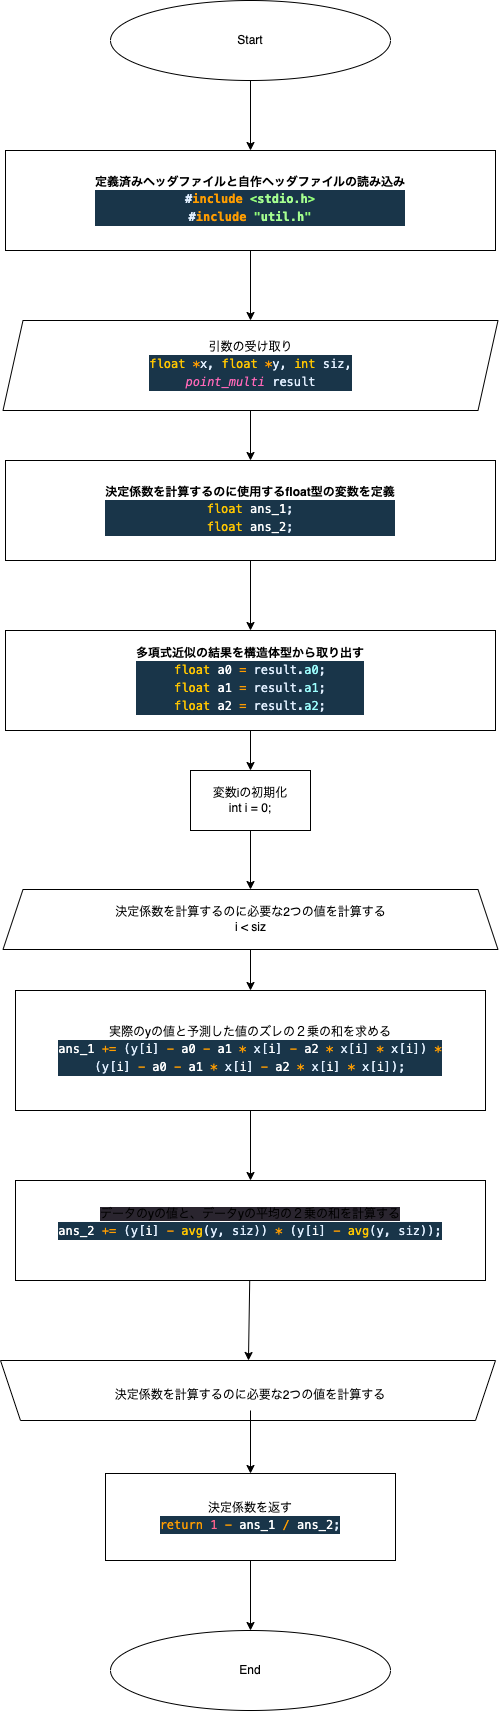 Start
定義済みヘッダファイルと自作ヘッダファイルの読み込み
#include <stdio.h>
#include "util.h"
引数の受け取り
float *x, float *y, int siz,
point_multi result
決定係数を計算するのに使用するfloat型の変数を定義
float ans_1;
float ans_2;
多項式近似の結果を構造体型から取り出す
float a0 = result.a0;
float a1 = result.a1;
float a2 = result.a2;
変数iの初期化
int i = 0;
決定係数を計算するのに必要な2つの値を計算する
i < siz
実際のyの値と予測した値のズレの２乗の和を求める
ans_1 += (y[i] - a0 - a1 * x[i] - a2 * x[i] * x[i]) *
(y[i] - a0 - a1 * x[i] - a2 * x[i] * x[i]);
データのyの値と、データyの平均の２乗の和を計算する
ans_2 += (y[i] - avg(y, siz)) * (y[i] - avg(y, siz));
決定係数を計算するのに必要な2つの値を計算する
決定係数を返す
return 1 - ans_1 / ans_2;
End